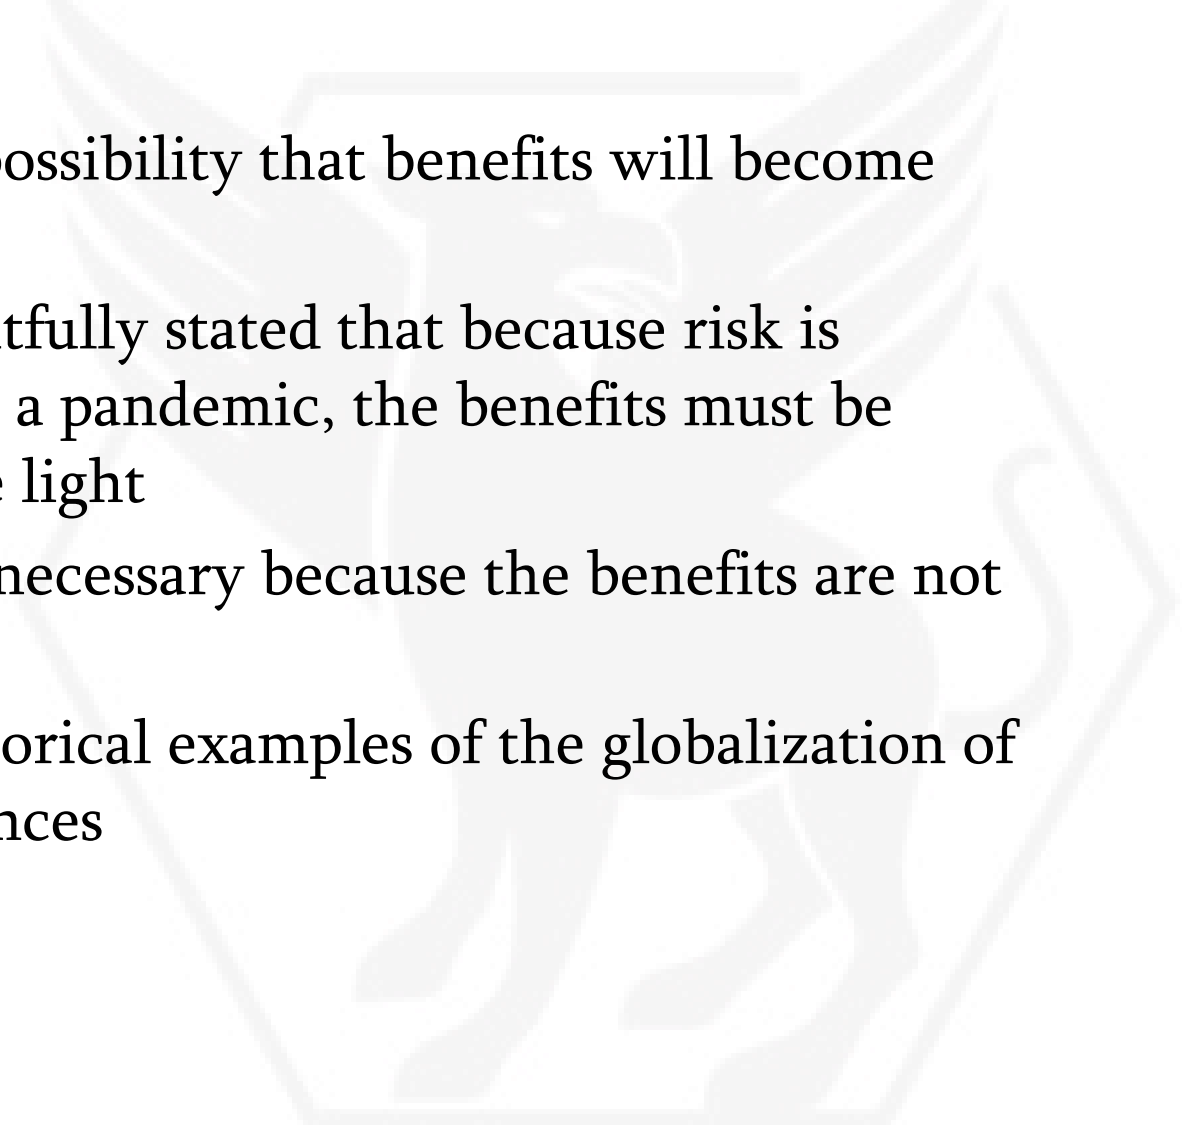 possibility that benefits will become
tfully stated that because risk is
a pandemic, the benefits must be
light
necessary because the benefits are not
orical examples of the globalization of
nces